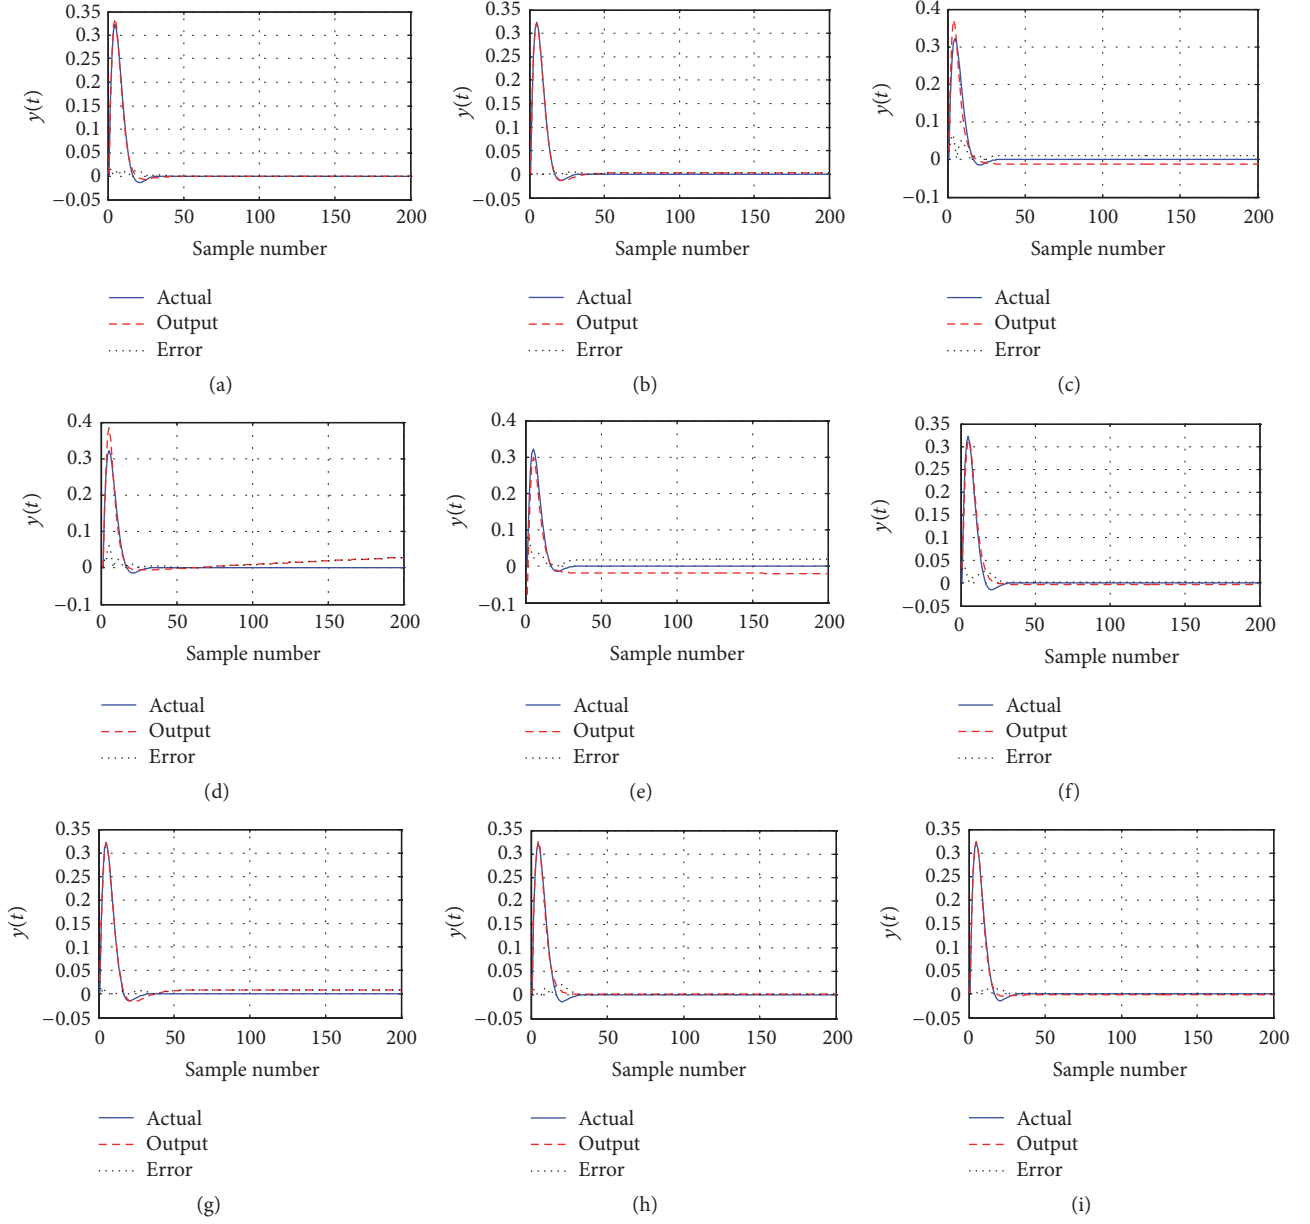 0.35
0.3
0.25
0.2
0.15
0.1
0.05
0
−0.05
y(t)
0 50 100 150 200
Sample number
Actual
Output
Error
(a)
0.35
0.3
0.25
0.2
0.15
0.1
0.05
0
−0.05
y(t)
0 50 100 150 200
Sample number
Actual
Output
Error
(b)
0.4
0.3
0.2
0.1
0
−0.1
y(t)
0 50 100 150 200
Sample number
Actual
Output
Error
(c)
0.4
0.3
0.2
0.1
0
−0.1
y(t)
0 50 100 150 200
Sample number
Actual
Output
Error
(d)
0.4
0.3
0.2
0.1
0
−0.1
y(t)
0 50 100 150 200
Sample number
Actual
Output
Error
(e)
0.35
0.3
0.25
0.2
0.15
0.1
0.05
0
−0.05
y(t)
0 50 100 150 200
Sample number
Actual
Output
Error
(f)
0.35
0.3
0.25
0.2
0.15
0.1
0.05
0
−0.05
y(t)
0 50 100 150 200
Sample number
Actual
Output
Error
(g)
0.35
0.3
0.25
0.2
0.15
0.1
0.05
0
−0.05
y(t)
0 50 100 150 200
Sample number
Actual
Output
Error
(h)
0.35
0.3
0.25
0.2
0.15
0.1
0.05
0
−0.05
y(t)
0 50 100 150 200
Sample number
Actual
Output
Error
(i)